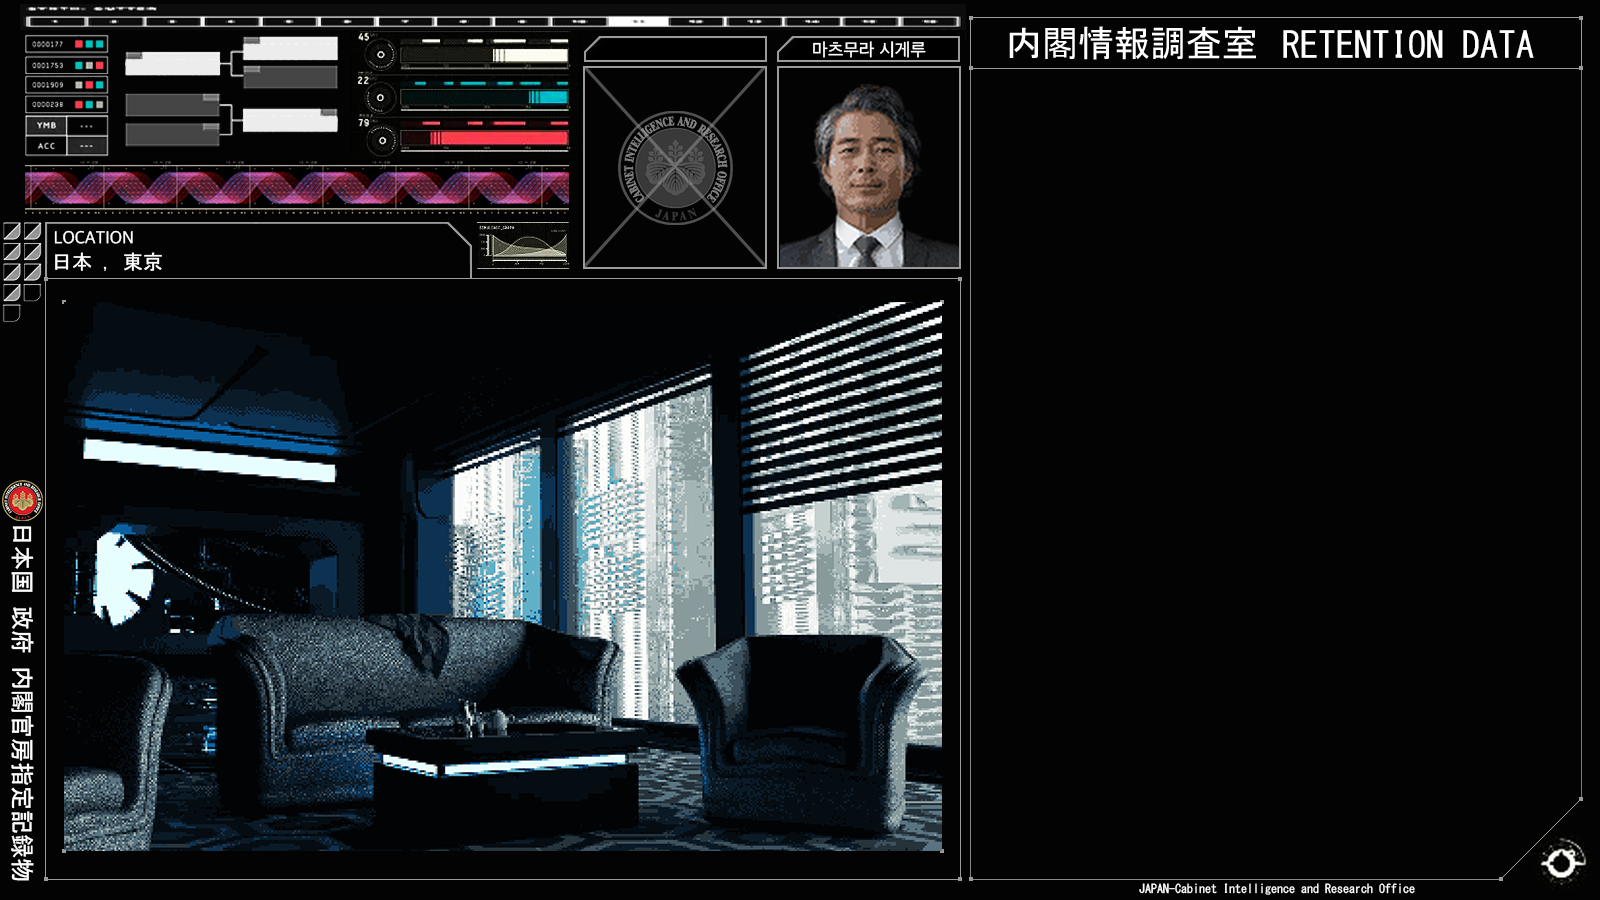 0000177
0001753
0001909
0000238
YMB ---
ACC ---
45
22
79
마츠무라 시게루
CABINET INTELLIGENCE AND RESEARCH OFFICE
JAPAN
LOCATION
日本 , 東京
内閣情報調査室 RETENTION DATA
日本国 政府 内閣官房指定記録物
JAPAN-Cabinet Intelligence and Research Office